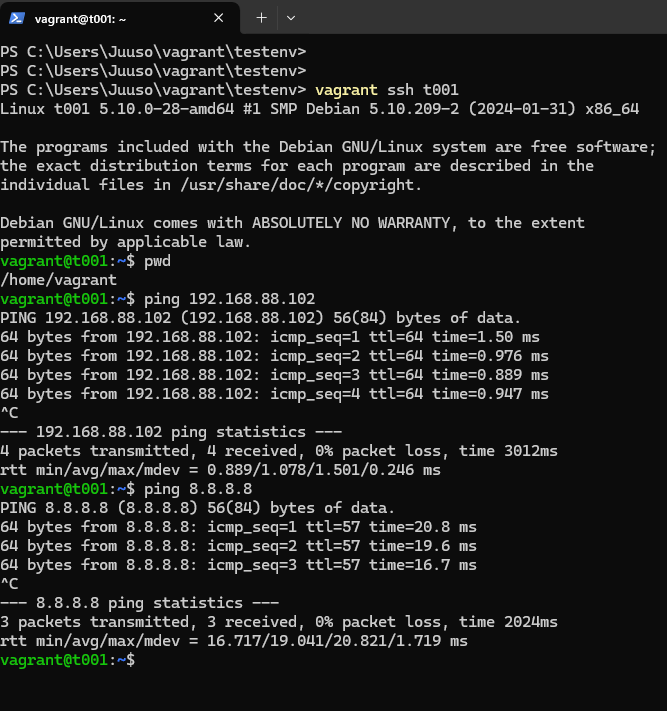 vagrant@t001: ~
PS C:\Users\Juuso\vagrant\testenv>
PS C:\Users\Juuso\vagrant\testenv>
PS C:\Users\Juuso\vagrant\testenv> vagrant ssh t001
Linux t001 5.10.0-28-amd64 #1 SMP Debian 5.10.209-2 (2024-01-31) x86_64

The programs included with the Debian GNU/Linux system are free software;
the exact distribution terms for each program are described in the
individual files in /usr/share/doc/*/copyright.

Debian GNU/Linux comes with ABSOLUTELY NO WARRANTY, to the extent
permitted by applicable law.
vagrant@t001:~$ pwd
/home/vagrant
vagrant@t001:~$ ping 192.168.88.102
PING 192.168.88.102 (192.168.88.102) 56(84) bytes of data.
64 bytes from 192.168.88.102: icmp_seq=1 ttl=64 time=1.50 ms
64 bytes from 192.168.88.102: icmp_seq=2 ttl=64 time=0.976 ms
64 bytes from 192.168.88.102: icmp_seq=3 ttl=64 time=0.889 ms
64 bytes from 192.168.88.102: icmp_seq=4 ttl=64 time=0.947 ms
^C
--- 192.168.88.102 ping statistics ---
4 packets transmitted, 4 received, 0% packet loss, time 3012ms
rtt min/avg/max/mdev = 0.889/1.078/1.501/0.246 ms
vagrant@t001:~$ ping 8.8.8.8
PING 8.8.8.8 (8.8.8.8) 56(84) bytes of data.
64 bytes from 8.8.8.8: icmp_seq=1 ttl=57 time=20.8 ms
64 bytes from 8.8.8.8: icmp_seq=2 ttl=57 time=19.6 ms
64 bytes from 8.8.8.8: icmp_seq=3 ttl=57 time=16.7 ms
^C
--- 8.8.8.8 ping statistics ---
3 packets transmitted, 3 received, 0% packet loss, time 2024ms
rtt min/avg/max/mdev = 16.717/19.041/20.821/1.719 ms
vagrant@t001:~$